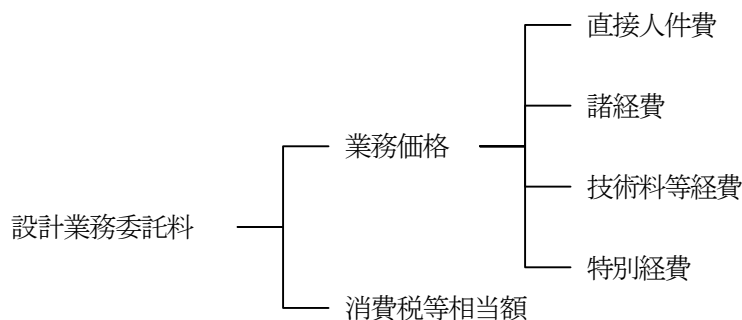 直接人件費
諸経費
業務価格
技術料等経費
設計業務委託料
特別経費
消費税等相当額